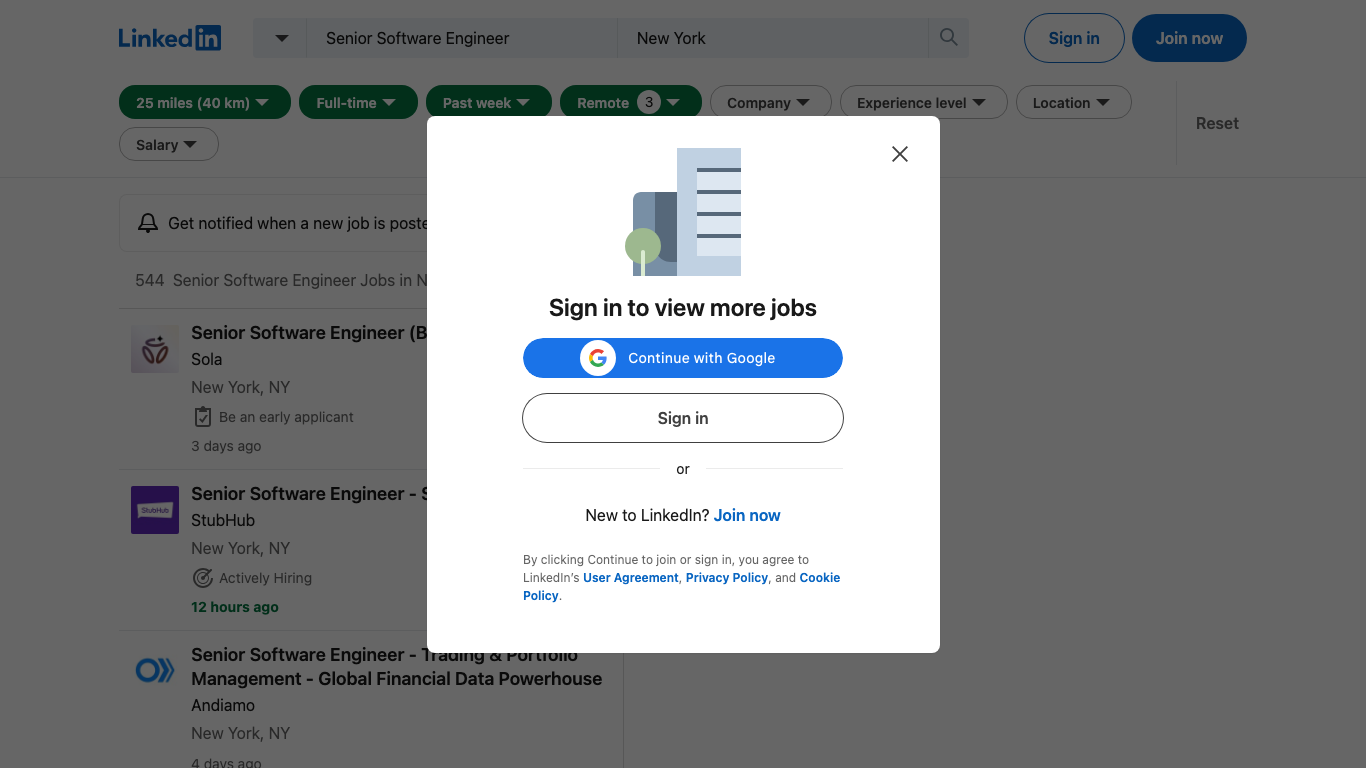 Linked in
Senior Software Engineer
New York
Sign in
Join now
25 miles (40 km)
Full-time
Past week
Remote 3
Company
Experience level
Location
Salary
Reset
Get notified when a new job is poste
544 Senior Software Engineer Jobs in N
Senior Software Engineer (B
Sola
New York, NY
Be an early applicant
3 days ago
StubHub
Senior Software Engineer - S
StubHub
New York, NY
Actively Hiring
12 hours ago
Senior Software Engineer - Trading & Portfolio
Management - Global Financial Data Powerhouse
Andiamo
New York, NY
4 days ago
Sign in to view more jobs
Continue with Google
Sign in
or
New to LinkedIn? Join now
By clicking Continue to join or sign in, you agree to
LinkedIn’s User Agreement, Privacy Policy, and Cookie
Policy.